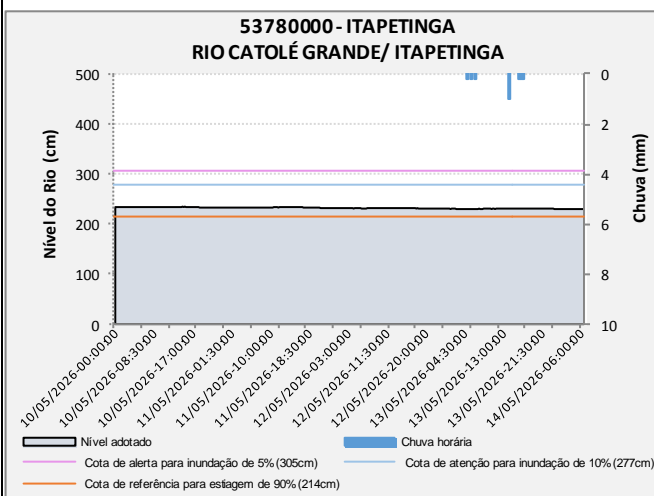 53780000 - ITAPETINGA
RIO CATOLÉ GRANDE/ ITAPETINGA
Nível do Rio (cm)
500
400
300
200
100
0
Chuva (mm)
0
2
4
6
8
10
10/05/2026-00:00:00
10/05/2026-08:30:00
10/05/2026-17:00:00
11/05/2026-01:30:00
11/05/2026-10:00:00
11/05/2026-18:30:00
12/05/2026-03:00:00
12/05/2026-11:30:00
12/05/2026-20:00:00
13/05/2026-04:30:00
13/05/2026-13:00:00
13/05/2026-21:30:00
14/05/2026-06:00:00
Nível adotado
Chuva horária
Cota de alerta para inundação de 5% (305cm)
Cota de atenção para inundação de 10% (277cm)
Cota de referência para estiagem de 90% (214cm)